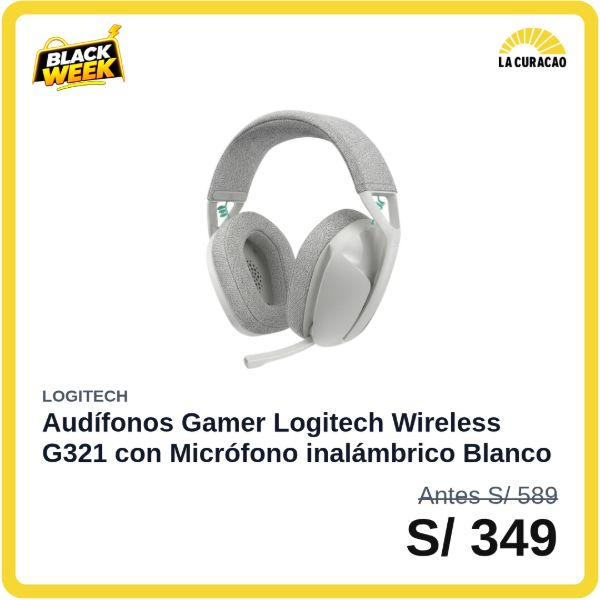 BLACK
WEEK
LA CURACAO
LOGITECH
Audífonos Gamer Logitech Wireless
G321 con Micrófono inalámbrico Blanco
Antes S/ 589
S/ 349